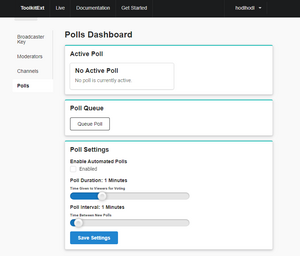 ToolkitExt Live Documentation Get Started hodlhodl
Polls Dashboard
Broadcaster
Key
Moderators
Channels
Polls
Active Poll
No Active Poll
No poll is currently active.
Poll Queue
Queue Poll
Poll Settings
Enable Automated Polls
Enabled
Poll Duration: 1 Minutes
Time Given to Viewers for Voting
Poll Interval: 1 Minutes
Time Between New Polls
Save Settings